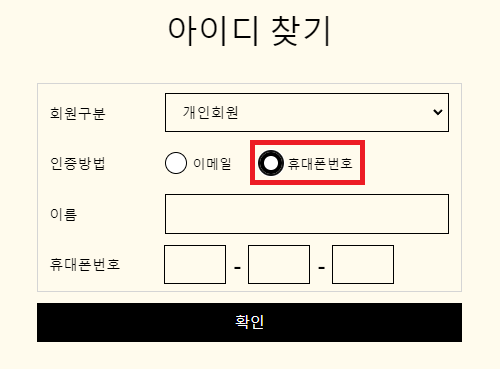 아이디 찾기
회원구분 개인회원
인증방법 이메일 휴대폰번호
이름
휴대폰번호 - -
확인